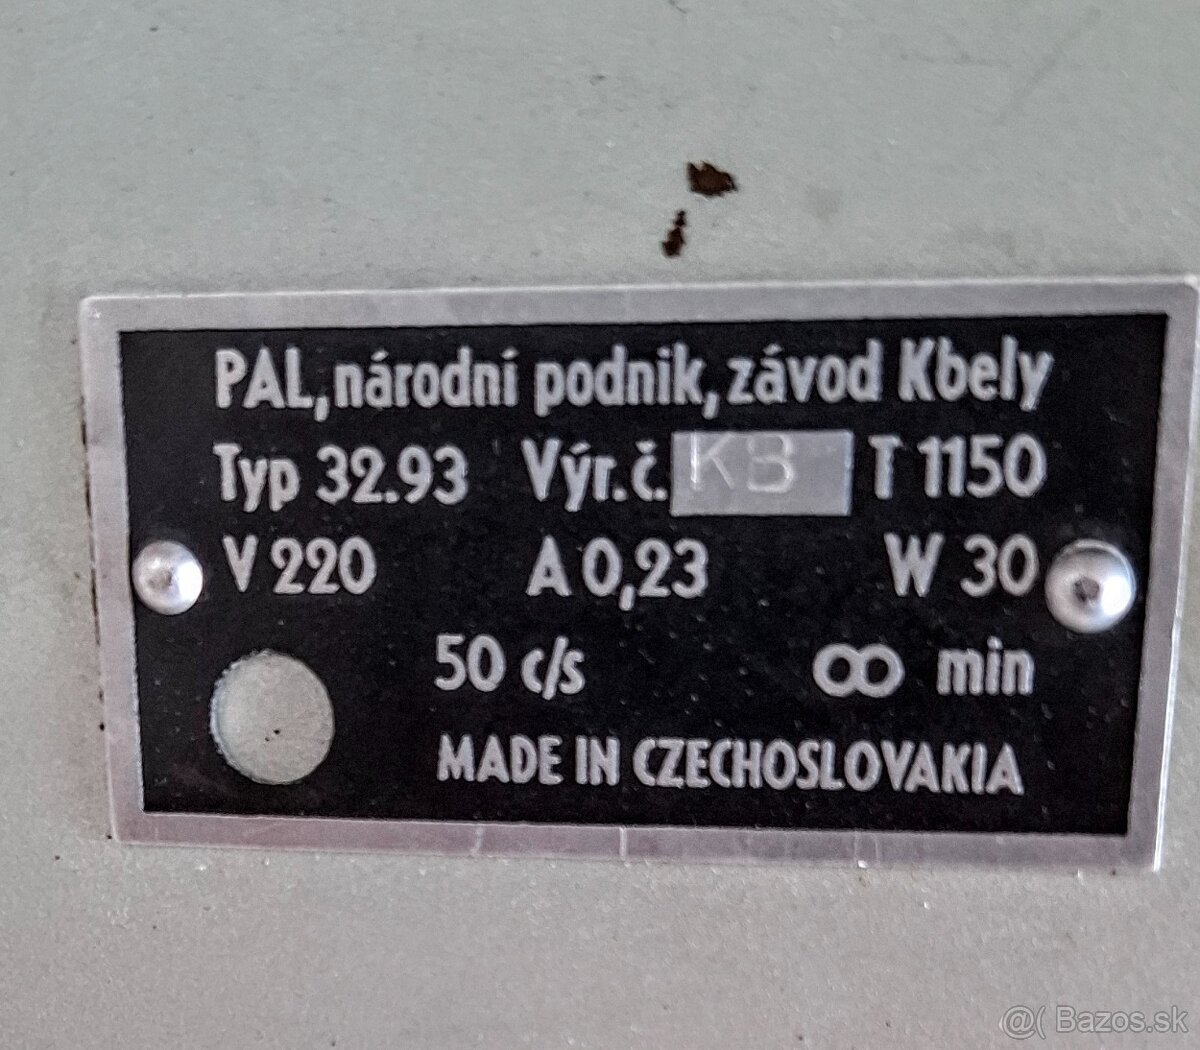 PAL, národní podnik, závod Kbely
Typ 32.93 Výr. č. KB T 1150
V 220 A 0,23 W 30
50 c/s ∞ min
MADE IN CZECHOSLOVAKIA
@( Bazos.sk